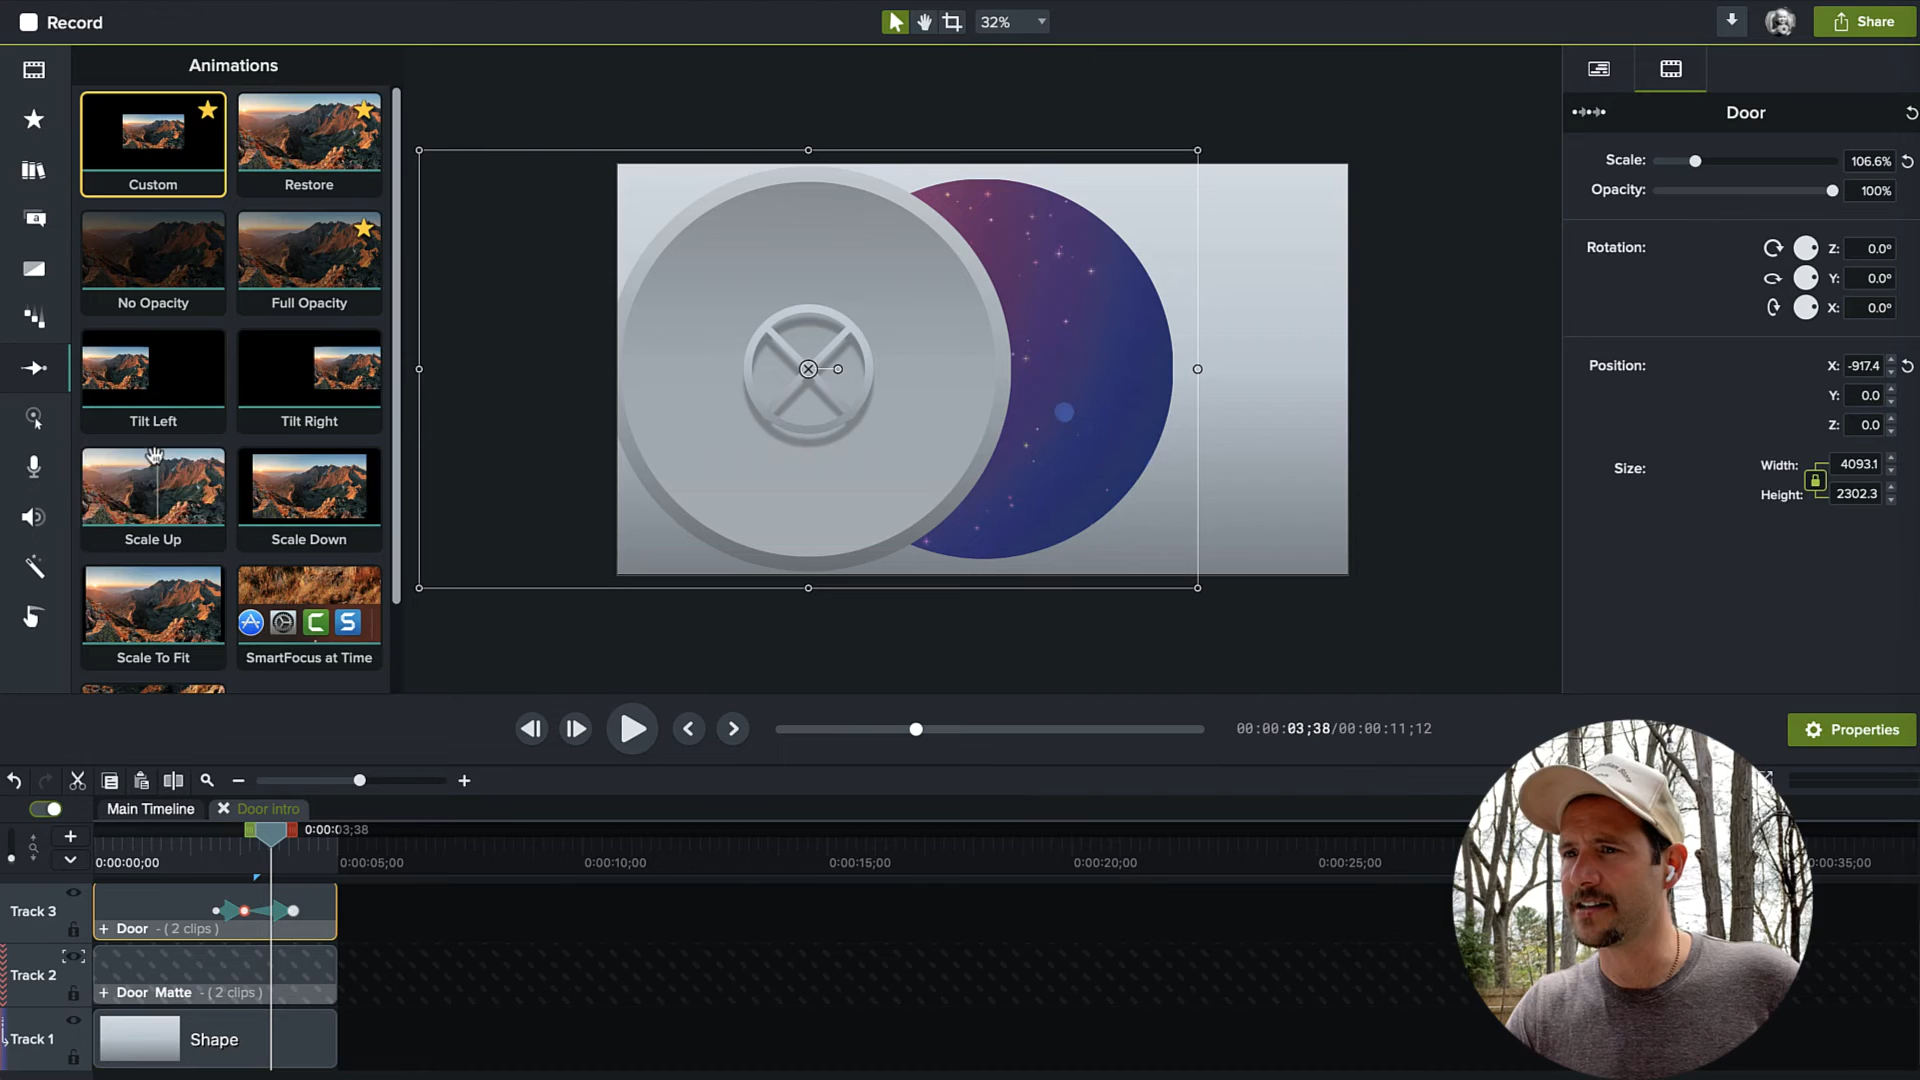 Record
32%
Share
Animations
Custom
Restore
No Opacity
Full Opacity
Tilt Left
Tilt Right
Scale Up
Scale Down
Scale To Fit
SmartFocus at Time
Door
Scale:
106.6%
Opacity:
100%
Rotation:
Z:
0.0°
Y:
0.0°
X:
0.0°
Position:
X:
-917.4
Y:
0.0
Z:
0.0
Size:
Width:
4093.1
Height:
2302.3
00:00:03;38/00:00:11;12
Properties
Main Timeline
Door intro
0:00:03;38
0:00:00;00
0:00:05;00
0:00:10;00
0:00:15;00
0:00:20;00
0:00:25;00
0:00:35;00
Track 3
+ Door - ( 2 clips )
Track 2
+ Door Matte - ( 2 clips )
Track 1
Shape